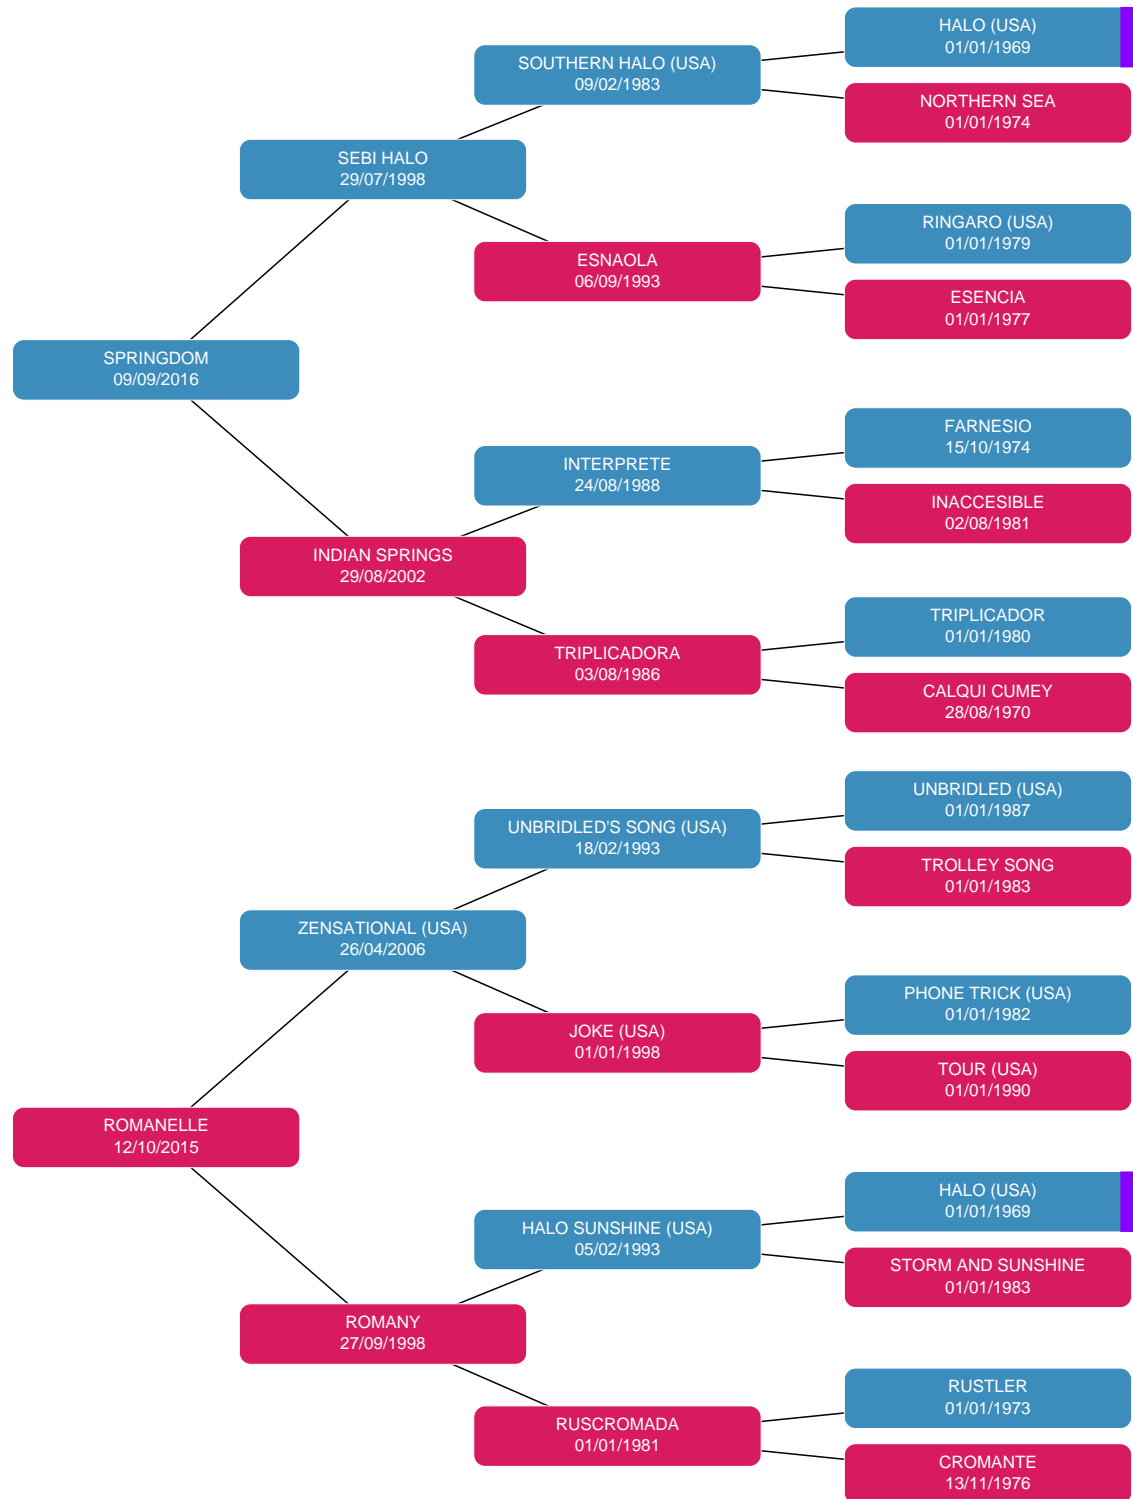 HALO (USA)
01/01/1969
SOUTHERN HALO (USA)
09/02/1983
NORTHERN SEA
01/01/1974
SEBI HALO
29/07/1998
RINGARO (USA)
01/01/1979
ESNAOLA
06/09/1993
ESENCIA
01/01/1977
SPRINGDOM
09/09/2016
FARNESIO
15/10/1974
INTERPRETE
24/08/1988
INACCESIBLE
02/08/1981
INDIAN SPRINGS
29/08/2002
TRIPLICADOR
01/01/1980
TRIPLICADORA
03/08/1986
CALQUI CUMEY
28/08/1970
UNBRIDLED (USA)
01/01/1987
UNBRIDLED'S SONG (USA)
18/02/1993
TROLLEY SONG
01/01/1983
ZENSATIONAL (USA)
26/04/2006
PHONE TRICK (USA)
01/01/1982
JOKE (USA)
01/01/1998
TOUR (USA)
01/01/1990
ROMANELLE
12/10/2015
HALO (USA)
01/01/1969
HALO SUNSHINE (USA)
05/02/1993
STORM AND SUNSHINE
01/01/1983
ROMANY
27/09/1998
RUSTLER
01/01/1973
RUSCROMADA
01/01/1981
CROMANTE
13/11/1976